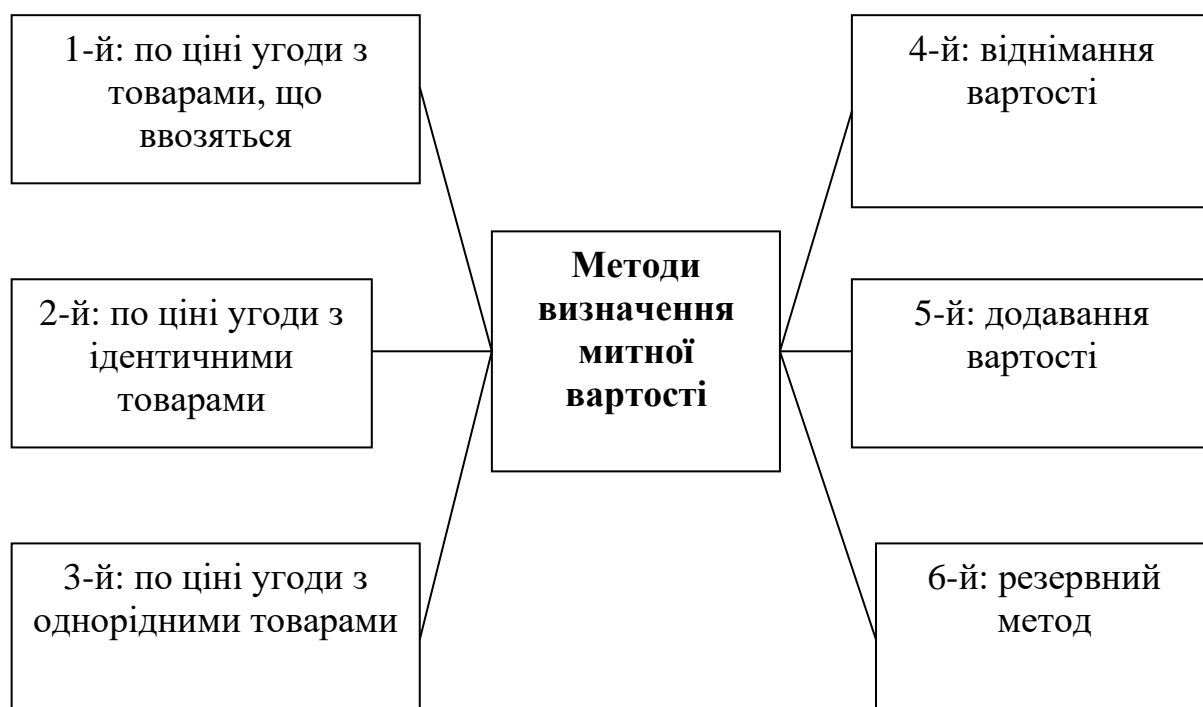 1-й: по ціні угоди з
товарами, що
ввозяться
2-й: по ціні угоди з
ідентичними
товарами
3-й: по ціні угоди з
однорідними товарами
Методи
визначення
митної
вартості
4-й: віднімання
вартості
5-й: додавання
вартості
6-й: резервний
метод